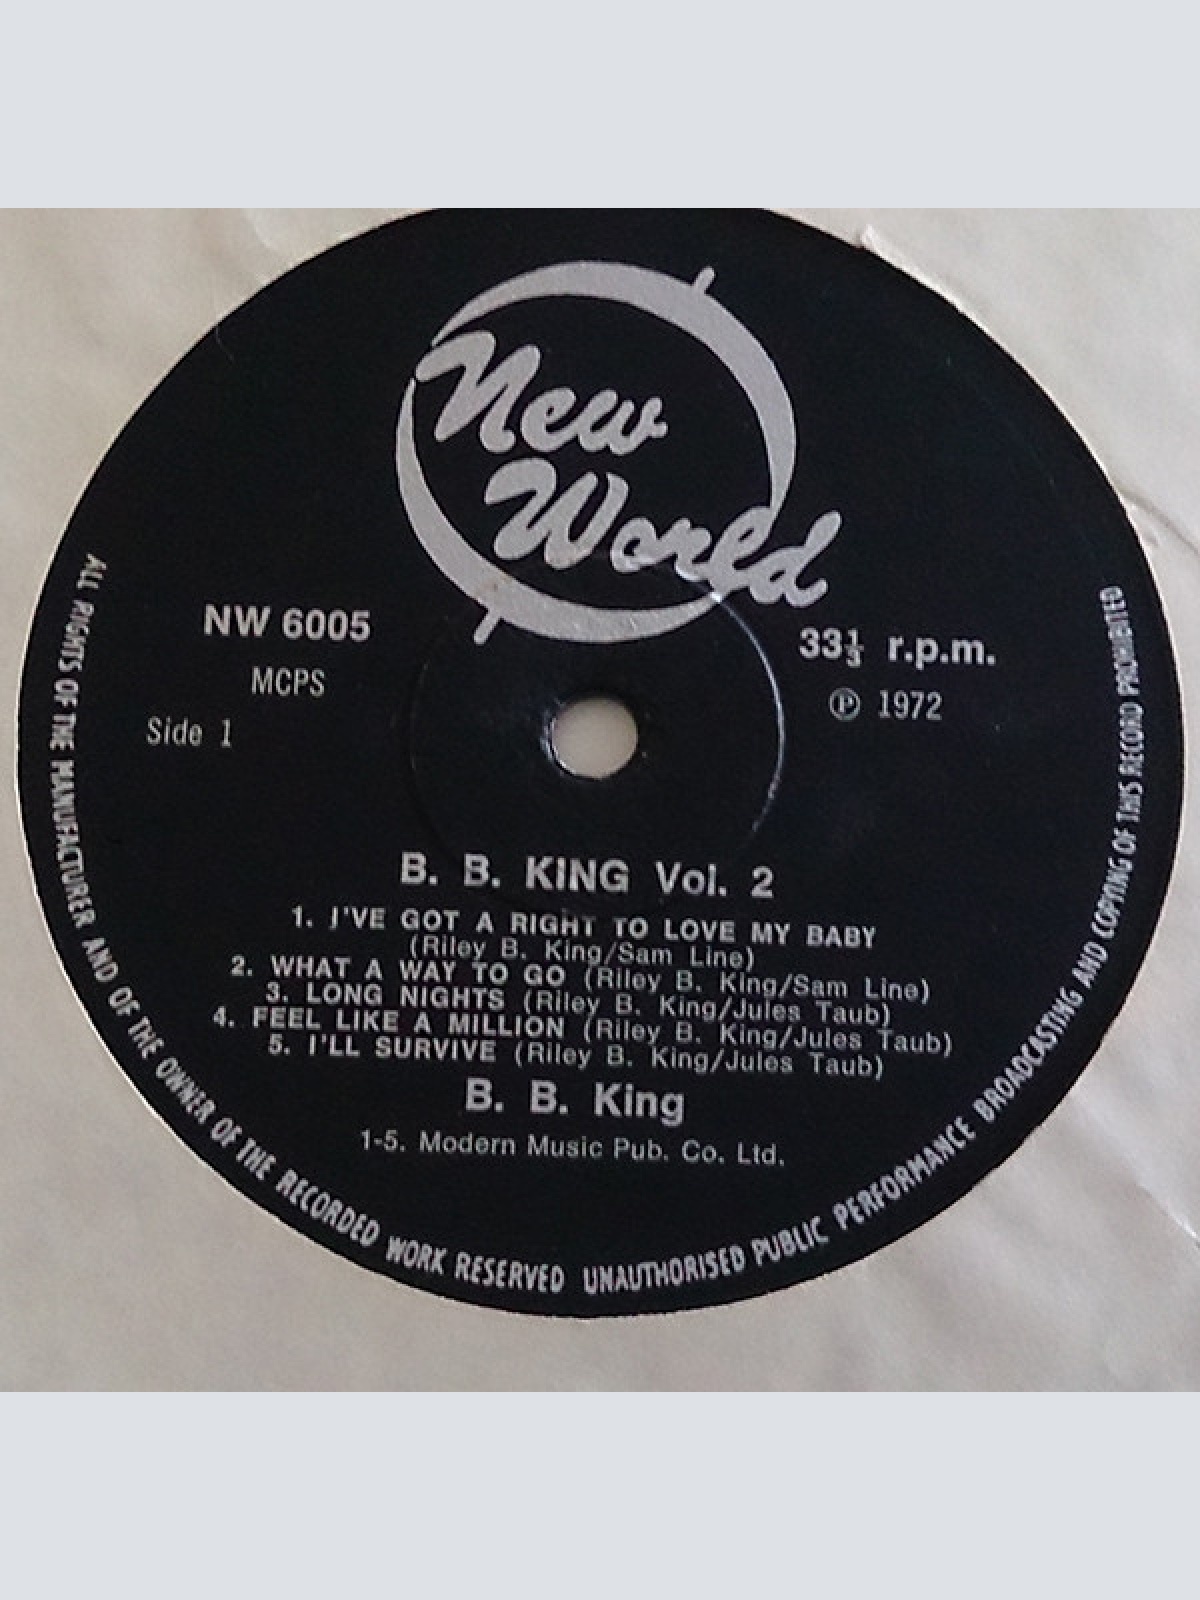 New
World
NW 6005
MCPS
Side 1
33⅓ r.p.m.
℗ 1972
B. B. KING Vol. 2
1. I'VE GOT A RIGHT TO LOVE MY BABY
(Riley B. King/Sam Line)
2. WHAT A WAY TO GO (Riley B. King/Sam Line)
3. LONG NIGHTS (Riley B. King/Jules Taub)
4. FEEL LIKE A MILLION (Riley B. King/Jules Taub)
5. I'LL SURVIVE (Riley B. King/Jules Taub)
B. B. King
1-5. Modern Music Pub. Co. Ltd.
ALL RIGHTS OF THE MANUFACTURER AND OF THE OWNER OF THE RECORDED WORK RESERVED UNAUTHORISED PUBLIC PERFORMANCE BROADCASTING AND COPYING OF THIS RECORD PROHIBITED